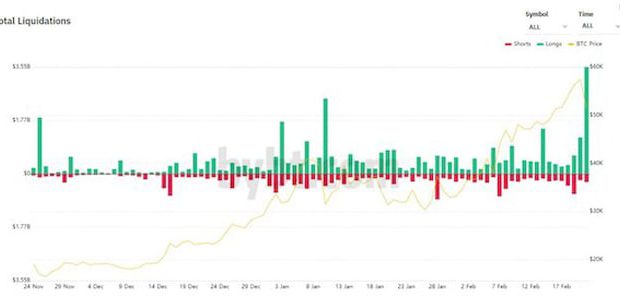 Symbol Time
otal Liquidations
ALL ALL
Shorts Longs BTC Price
$3.55B
$1.77B
$0
$1.77B
$3.55B
$60K
$50K
$40K
$30K
$20K
bybt.com
24 Nov 29 Nov 4 Dec 9 Dec 14 Dec 19 Dec 24 Dec 29 Dec 3 Jan 8 Jan 13 Jan 18 Jan 23 Jan 28 Jan 2 Feb 7 Feb 12 Feb 17 Feb